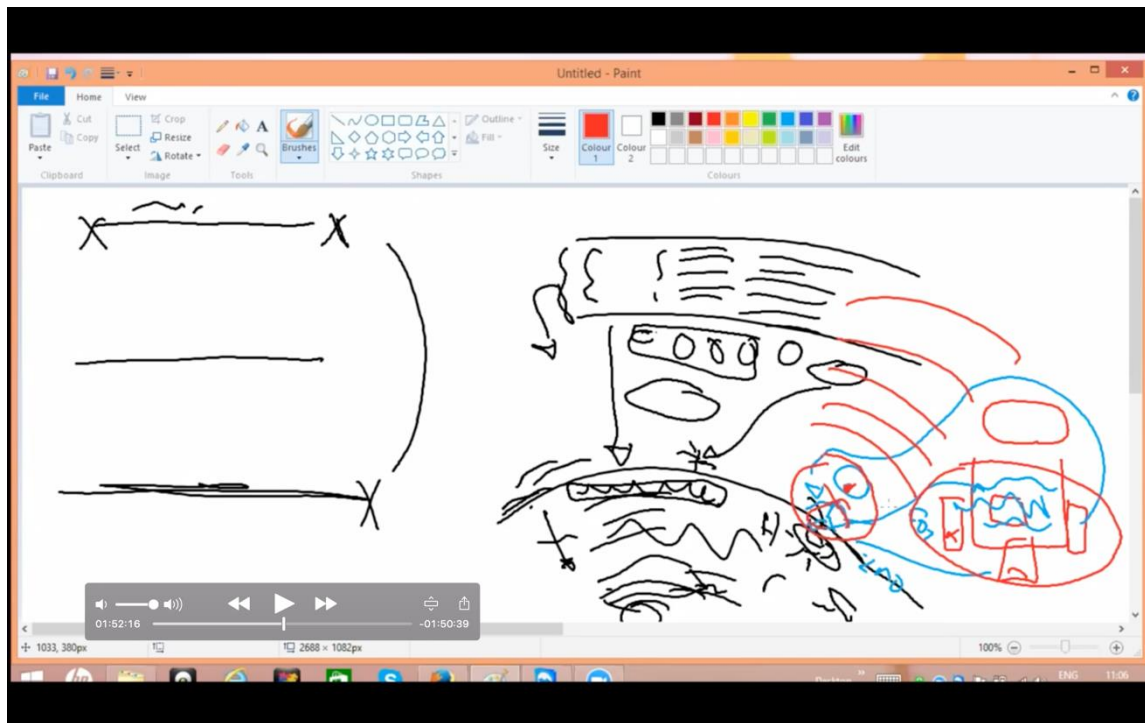 Untitled - Paint
File Home View
Paste
Cut
Copy
Clipboard
Select
Crop
Resize
Rotate
Image
A
Tools
Brushes
Outline
Fill
Shapes
Size
Colour 1
Colour 2
Edit colours
Colours
X X
X
01:52:16 -01:50:39
1033, 380px 2688 × 1082px 100%
hp e S Desktop ENG 11:06